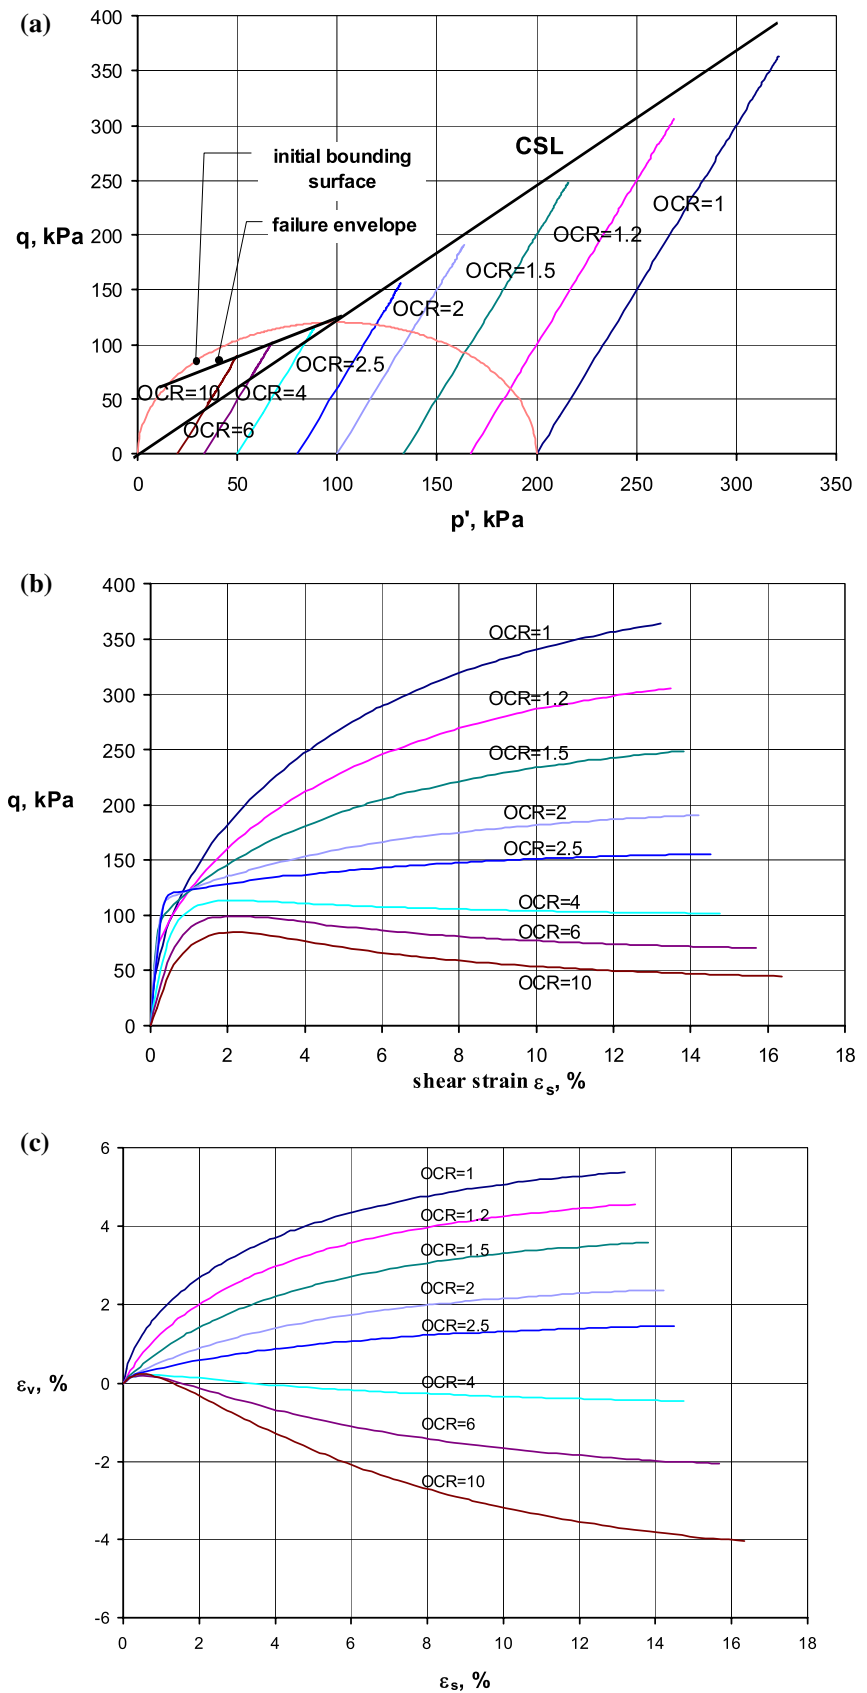 (a)
400
350
300
250
200
150
100
50
0
q, kPa
initial bounding
surface
failure envelope
CSL
OCR=1
OCR=1.2
OCR=1.5
OCR=2
OCR=2.5
OCR=10
OCR=4
OCR=6
0 50 100 150 200 250 300 350
p', kPa
(b)
400
350
300
250
200
150
100
50
0
q, kPa
OCR=1
OCR=1.2
OCR=1.5
OCR=2
OCR=2.5
OCR=4
OCR=6
OCR=10
0 2 4 6 8 10 12 14 16 18
shear strain εs, %
(c)
6
4
2
0
-2
-4
-6
εv, %
OCR=1
OCR=1.2
OCR=1.5
OCR=2
OCR=2.5
OCR=4
OCR=6
OCR=10
0 2 4 6 8 10 12 14 16 18
εs, %